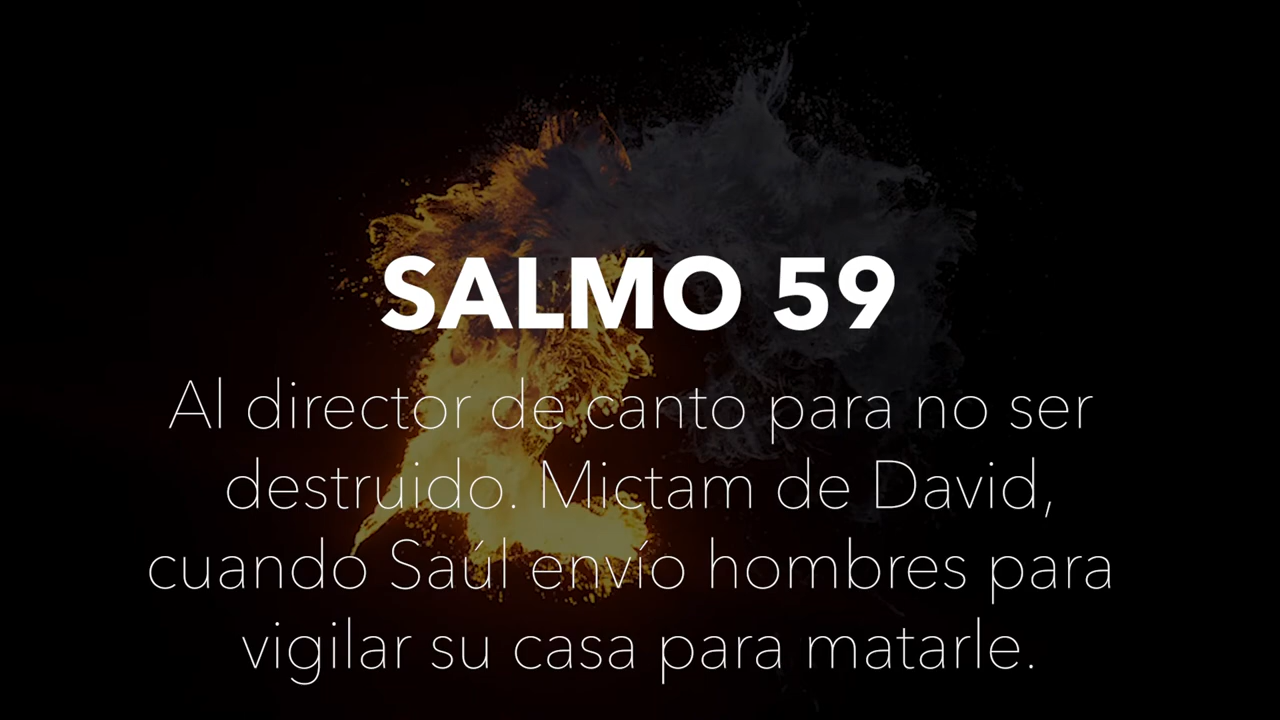 SALMO 59
Al director de canto para no ser
destruido. Mictam de David,
cuando Saúl envío hombres para
vigilar su casa para matarle.